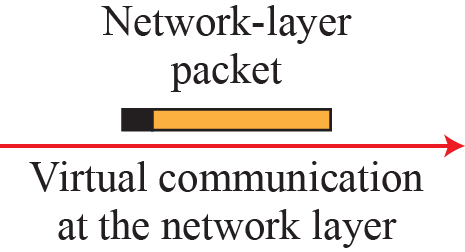 Network-layer
packet
Virtual communication
at the network layer